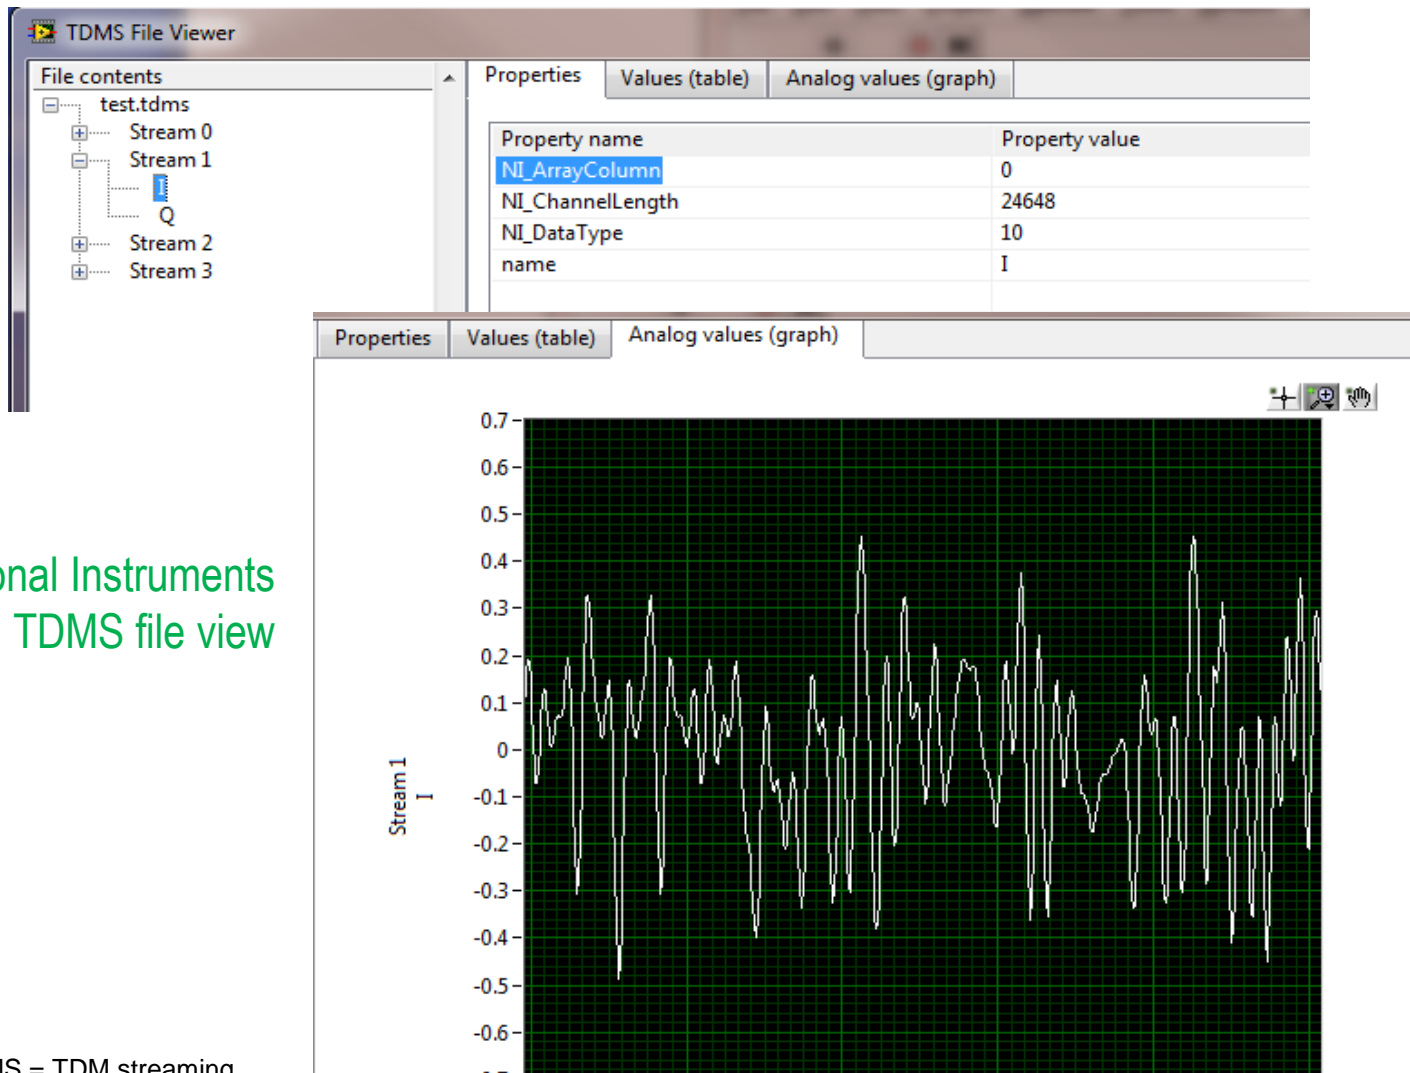 TDMS File Viewer
File contents
test.tdms
Stream 0
Stream 1
I
Q
Stream 2
Stream 3
Properties Values (table) Analog values (graph)
Property name Property value
NI_ArrayColumn 0
NI_ChannelLength 24648
NI_DataType 10
name I
Properties Values (table) Analog values (graph)
0.7
0.6
0.5
0.4
0.3
0.2
0.1
0
-0.1
-0.2
-0.3
-0.4
-0.5
-0.6
Stream 1
I
onal Instruments
TDMS file view
= TDM streaming